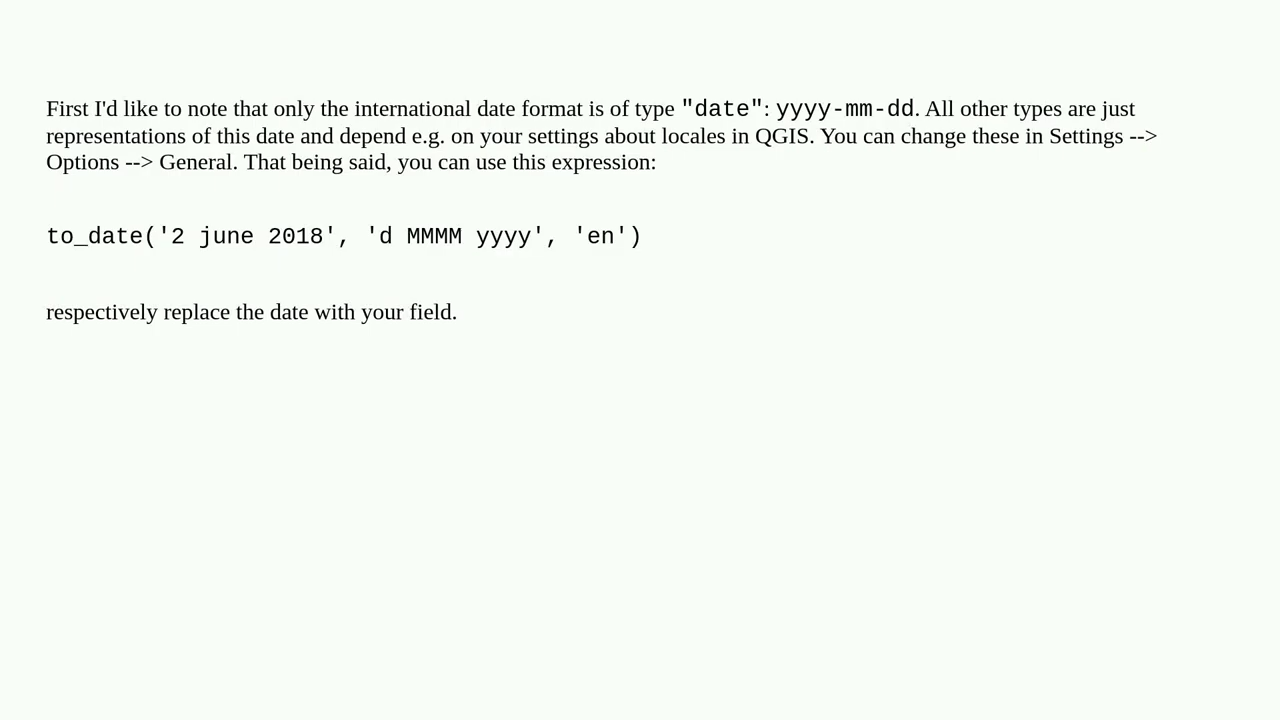 First I'd like to note that only the international date format is of type "date": yyyy-mm-dd. All other types are just
representations of this date and depend e.g. on your settings about locales in QGIS. You can change these in Settings -->
Options --> General. That being said, you can use this expression:
to_date('2 june 2018', 'd MMMM yyyy', 'en')
respectively replace the date with your field.